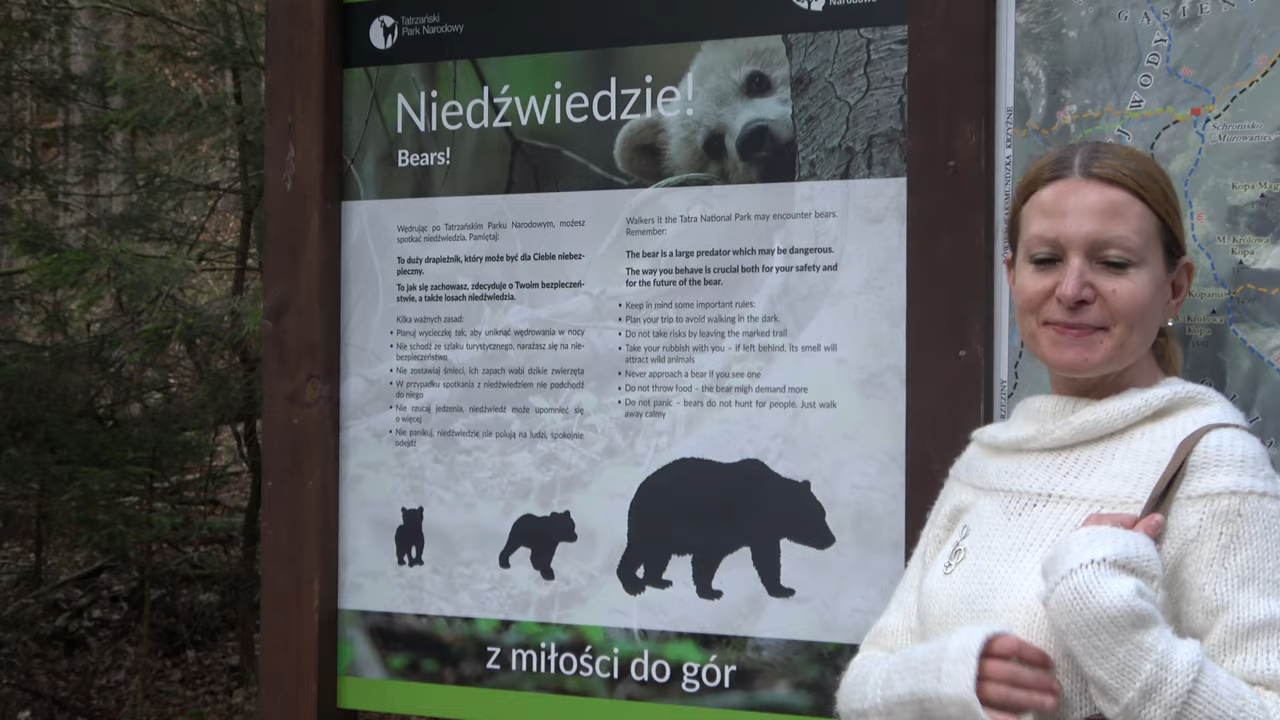 Tatrzański
Park Narodowy
Niedźwiedzie!
Bears!
Wędrując po Tatrzańskim Parku Narodowym, możesz
spotkać niedźwiedzia. Pamiętaj:
To duży drapieżnik, który może być dla Ciebie niebez-
pieczny.
To jak się zachowasz, zdecyduje o Twoim bezpieczeń-
stwie, a także losach niedźwiedzia.
Kilka ważnych zasad:
• Planuj wycieczkę tak, aby uniknąć wędrowania w nocy
• Nie schodź ze szlaku turystycznego, narażasz się na nie-
bezpieczeństwo
• Nie zostawiaj śmieci, ich zapach wabi dzikie zwierzęta
• W przypadku spotkania z niedźwiedziem nie podchodź
do niego
• Nie rzucaj jedzenia, niedźwiedź może upomnieć się
o więcej
• Nie panikuj, niedźwiedzie nie polują na ludzi, spokojnie
odejdź
Walkers it the Tatra National Park may encounter bears.
Remember:
The bear is a large predator which may be dangerous.
The way you behave is crucial both for your safety and
for the future of the bear.
• Keep in mind some important rules:
• Plan your trip to avoid walking in the dark.
• Do not take risks by leaving the marked trail
• Take your rubbish with you – if left behind, its smell will
attract wild animals
• Never approach a bear if you see one
• Do not throw food – the bear migh demand more
• Do not panic – bears do not hunt for people. Just walk
away calmy
z miłości do gór
GĄSIENI
WODY
Schronisko
Murowaniec
Kopa Mag
M. Królowa
Kopa
Królowa
Kopa